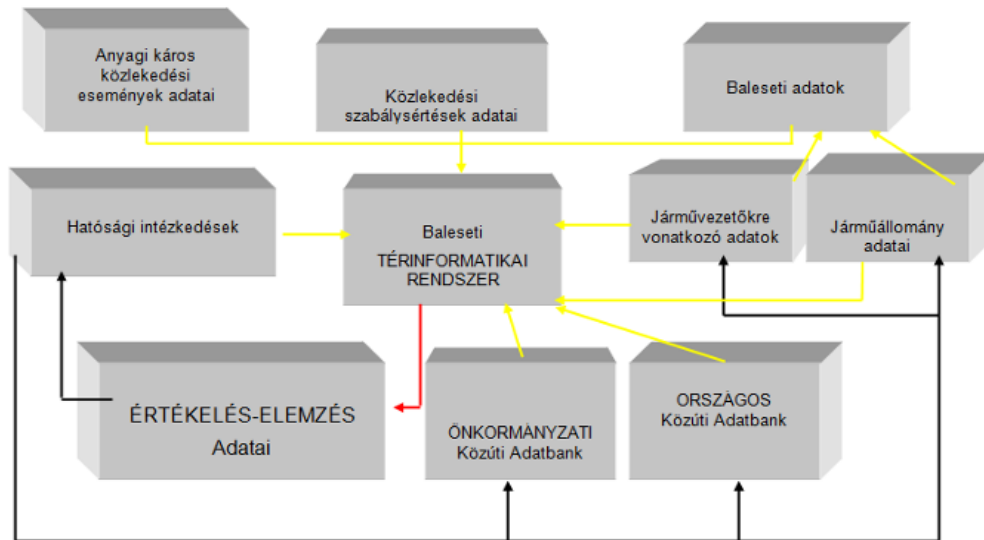 Anyagi káros
közlekedési
események adatai
Közlekedési
szabálysértések adatai
Baleseti adatok
Hatósági intézkedések
Baleseti
TÉRINFORMATIKAI
RENDSZER
Járművezetőkre
vonatkozó adatok
Járműállomány
adatai
ÉRTÉKELÉS-ELEMZÉS
Adatai
ÖNKORMÁNYZATI
Közúti Adatbank
ORSZÁGOS
Közúti Adatbank